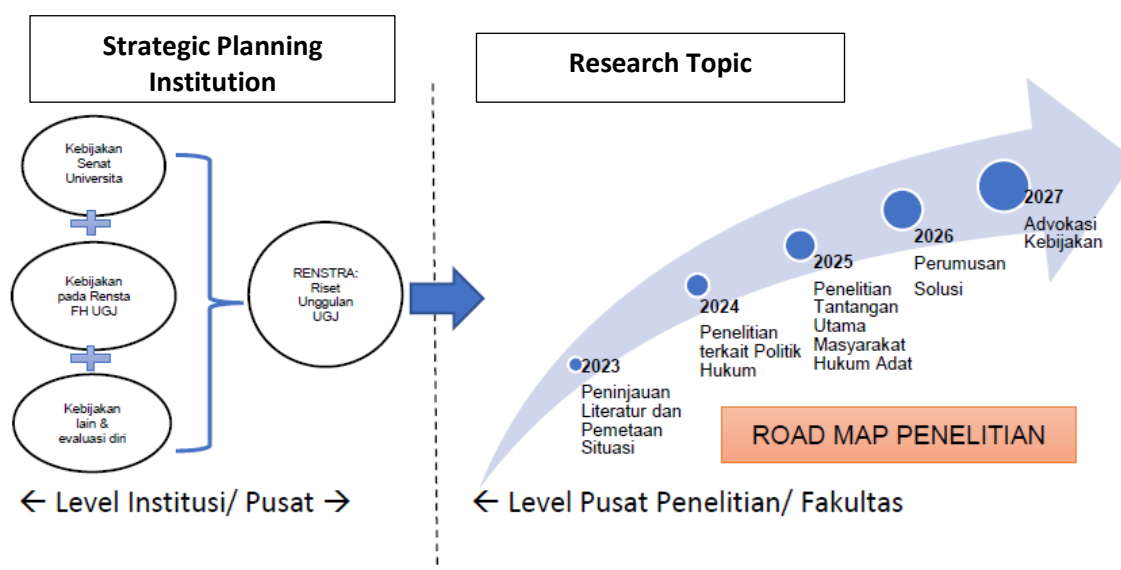 Strategic Planning
Institution
Research Topic
Kebijakan
Senat
Universita
Kebijakan
pada Rensta
FH UGJ
Kebijakan
lain &
evaluasi diri
RENSTRA:
Riset
Unggulan
UGJ
2023
Peninjauan
Literatur dan
Pemetaan
Situasi
2024
Penelitian
terkait Politik
Hukum
2025
Penelitian
Tantangan
Utama
Masyarakat
Hukum Adat
2026
Perumusan
Solusi
2027
Advokasi
Kebijakan
ROAD MAP PENELITIAN
← Level Institusi/ Pusat →
← Level Pusat Penelitian/ Fakultas